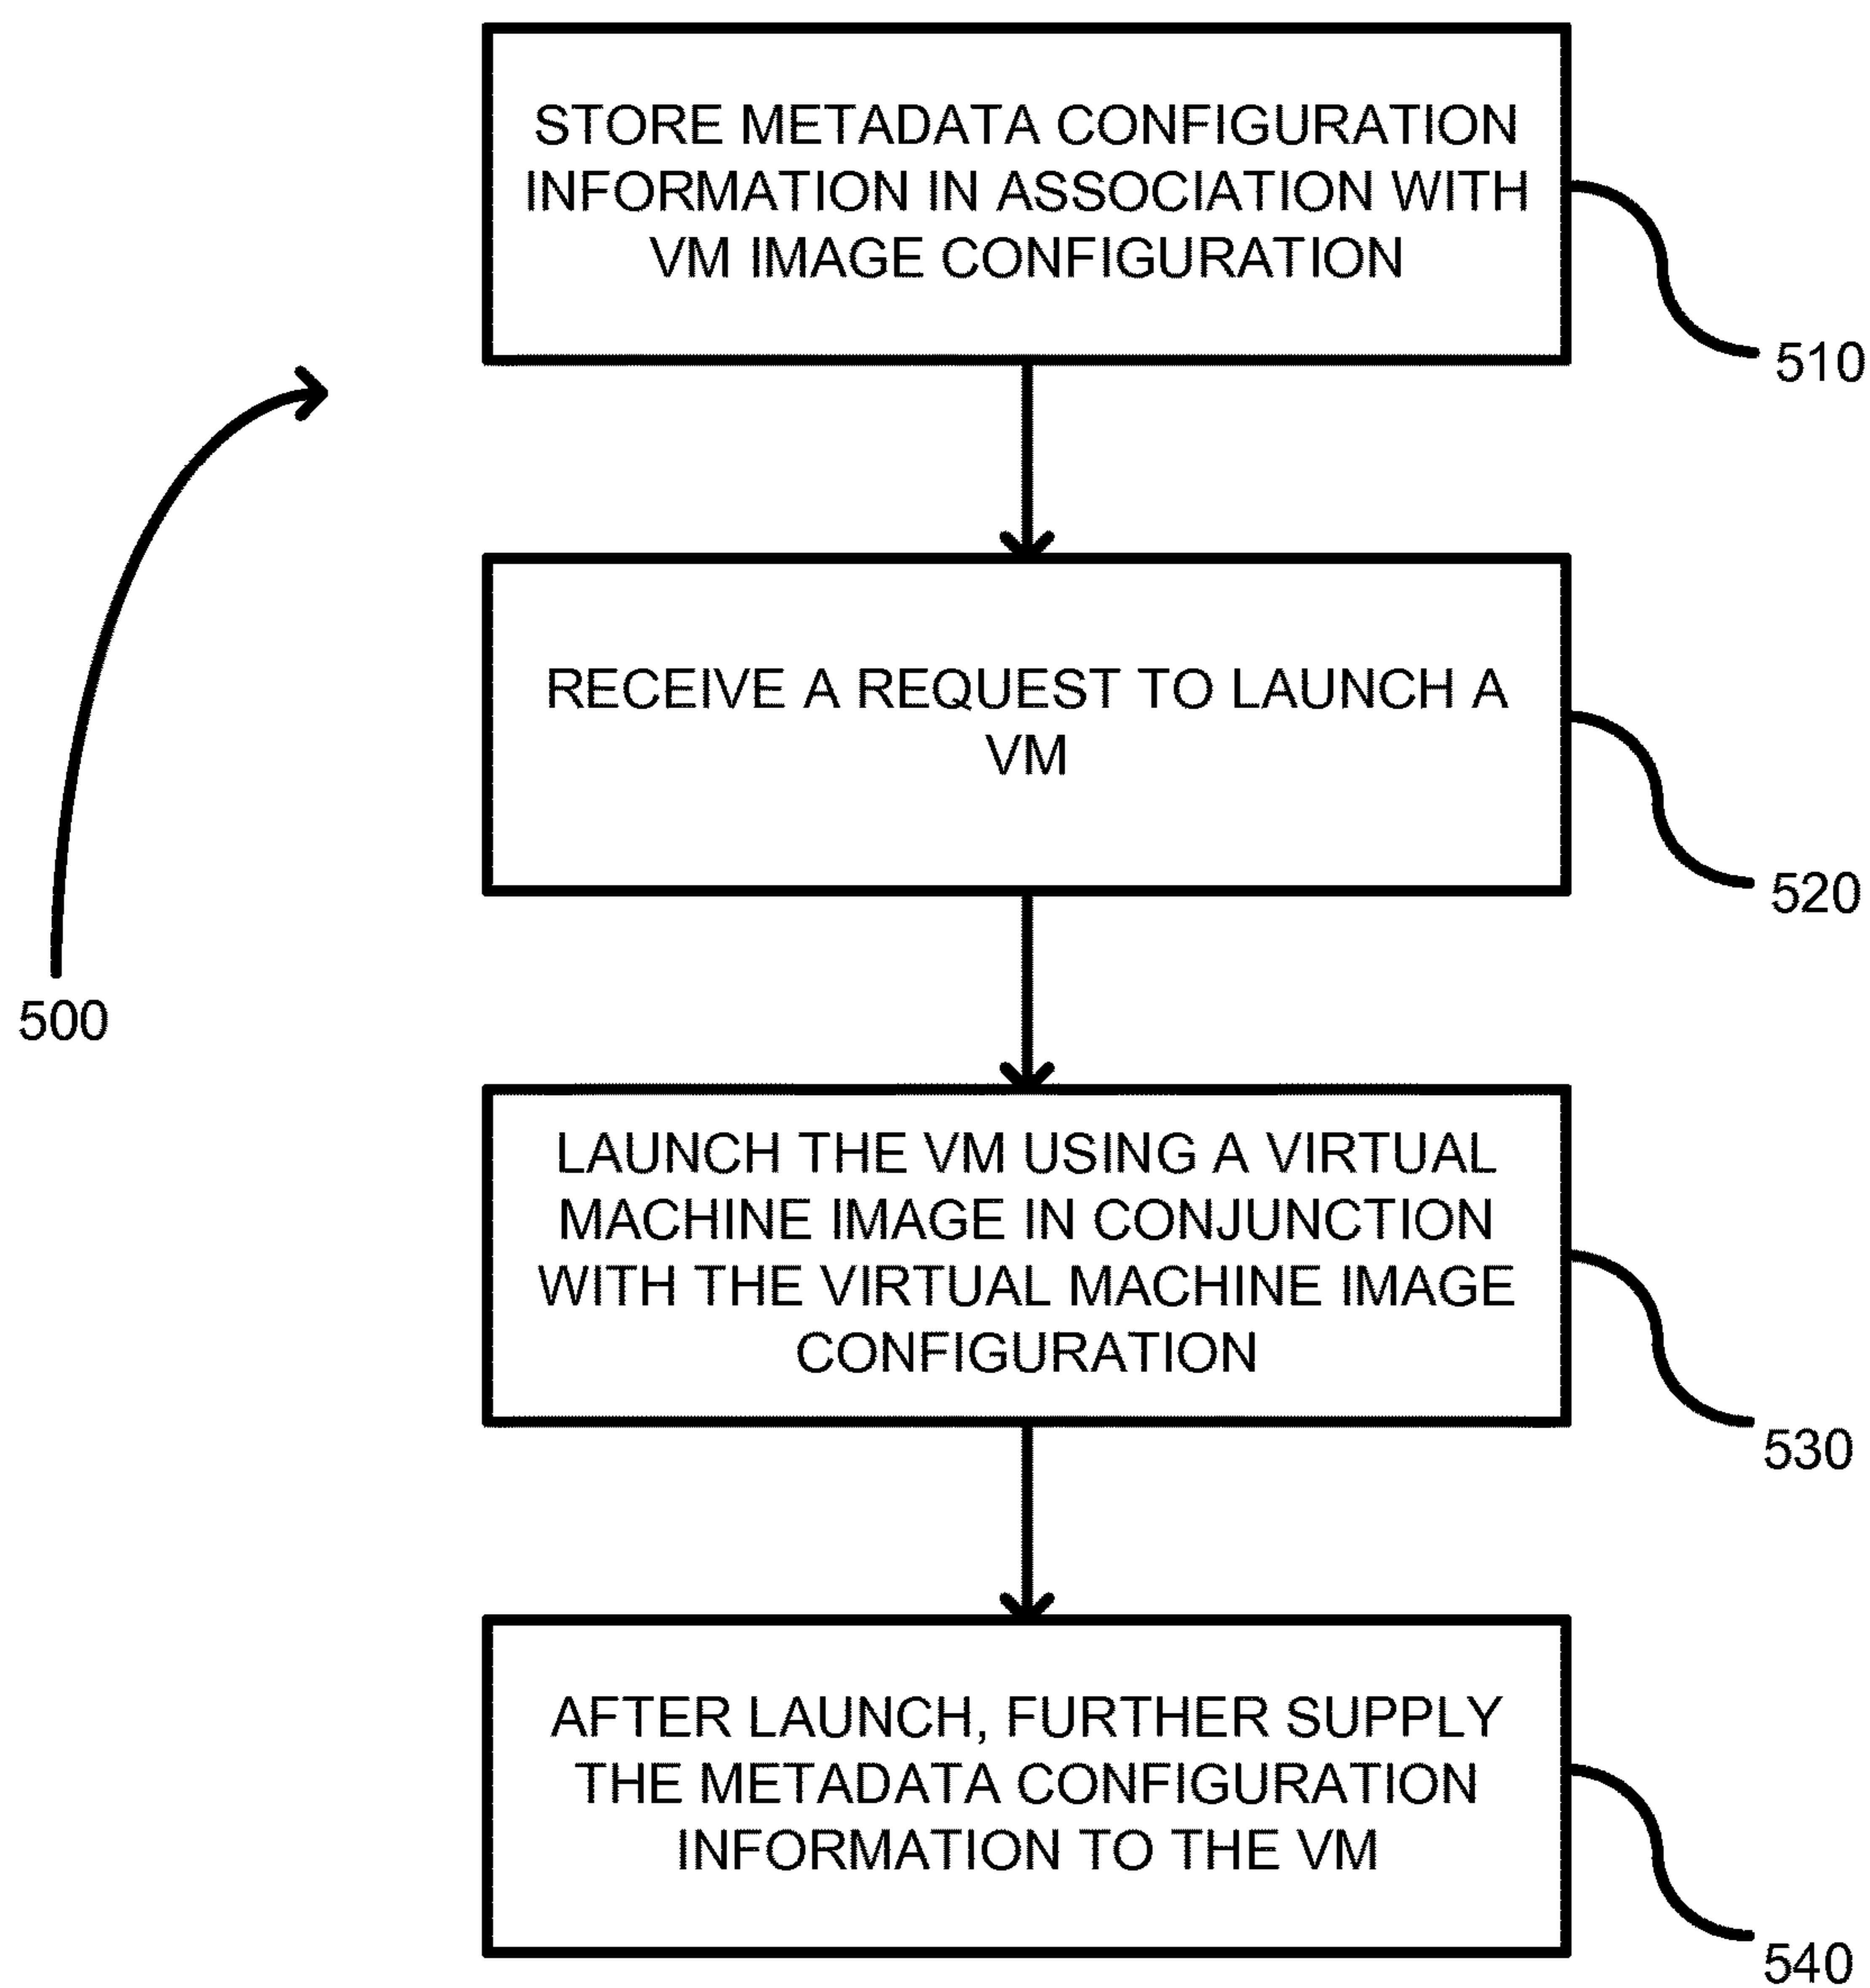 STORE METADATA CONFIGURATION
INFORMATION IN ASSOCIATION WITH
VM IMAGE CONFIGURATION
510
RECEIVE A REQUEST TO LAUNCH A
VM
520
500
LAUNCH THE VM USING A VIRTUAL
MACHINE IMAGE IN CONJUNCTION
WITH THE VIRTUAL MACHINE IMAGE
CONFIGURATION
530
AFTER LAUNCH, FURTHER SUPPLY
THE METADATA CONFIGURATION
INFORMATION TO THE VM
540